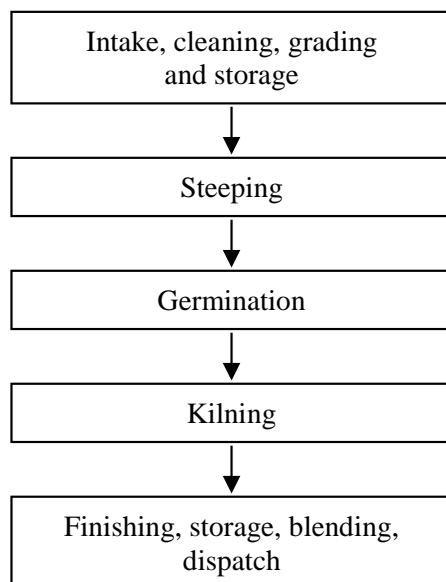 Intake, cleaning, grading
and storage
Steeping
Germination
Kilning
Finishing, storage, blending,
dispatch